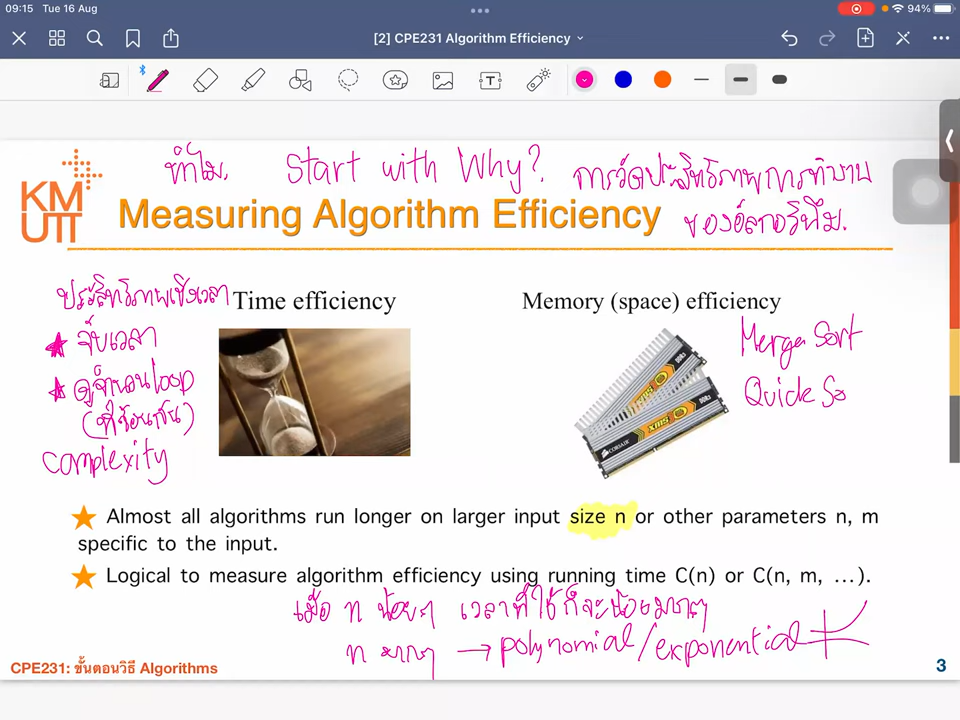 09:15 Tue 16 Aug
94%
[2] CPE231 Algorithm Efficiency
ทำไม. Start with Why? การวัดประสิทธิภาพการทำงาน
ของอัลกอริทึม.
KM
UTT
Measuring Algorithm Efficiency
ประสิทธิภาพเชิงเวลา Time efficiency
Memory (space) efficiency
จับเวลา
ดูจำนวน loop
(ที่ซ้อนกัน)
Complexity
Merge Sort
Quick So
Almost all algorithms run longer on larger input size n or other parameters n, m
specific to the input.
Logical to measure algorithm efficiency using running time C(n) or C(n, m, …).
เมื่อ n น้อยๆ เวลาที่ใช้ก็จะน้อยมากๆ
n มากๆ → polynomial/exponential
CPE231: ขั้นตอนวิธี Algorithms
3